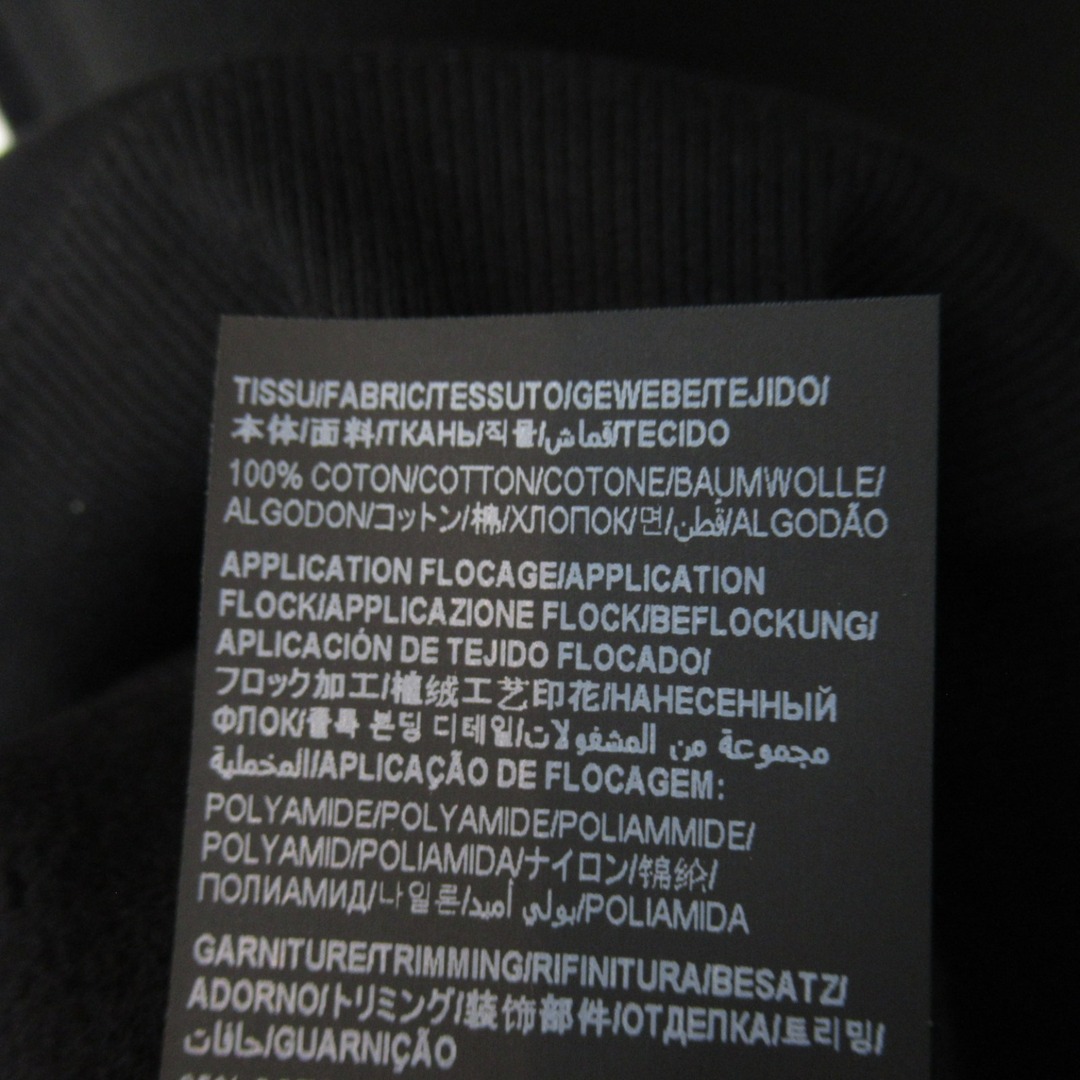 TISSU/FABRIC/TESSUTO/GEWEBE/TEJIDO/
本体/面料/ТКАНЬ/직물/قماش/TECIDO
100% COTON/COTTON/COTONE/BAUMWOLLE/
ALGODON/コットン/棉/ХЛОПОК/면/قُطن/ALGODÃO
APPLICATION FLOCAGE/APPLICATION
FLOCK/APPLICAZIONE FLOCK/BEFLOCKUNG/
APLICACIÓN DE TEJIDO FLOCADO/
フロック加工/植绒工艺印花/НАНЕСЕННЫЙ
ФЛОК/플록 본딩 디테일/مجموعة من المشغولات
المخملية/APLICAÇÃO DE FLOCAGEM:
POLYAMIDE/POLYAMIDE/POLIAMMIDE/
POLYAMID/POLIAMIDA/ナイロン/锦纶/
ПОЛИАМИД/나일론/بولي أميد/POLIAMIDA
GARNITURE/TRIMMING/RIFINITURA/BESATZ/
ADORNO/トリミング/装饰部件/ОТДЕЛКА/트리밍/
حافات/GUARNIÇÃO